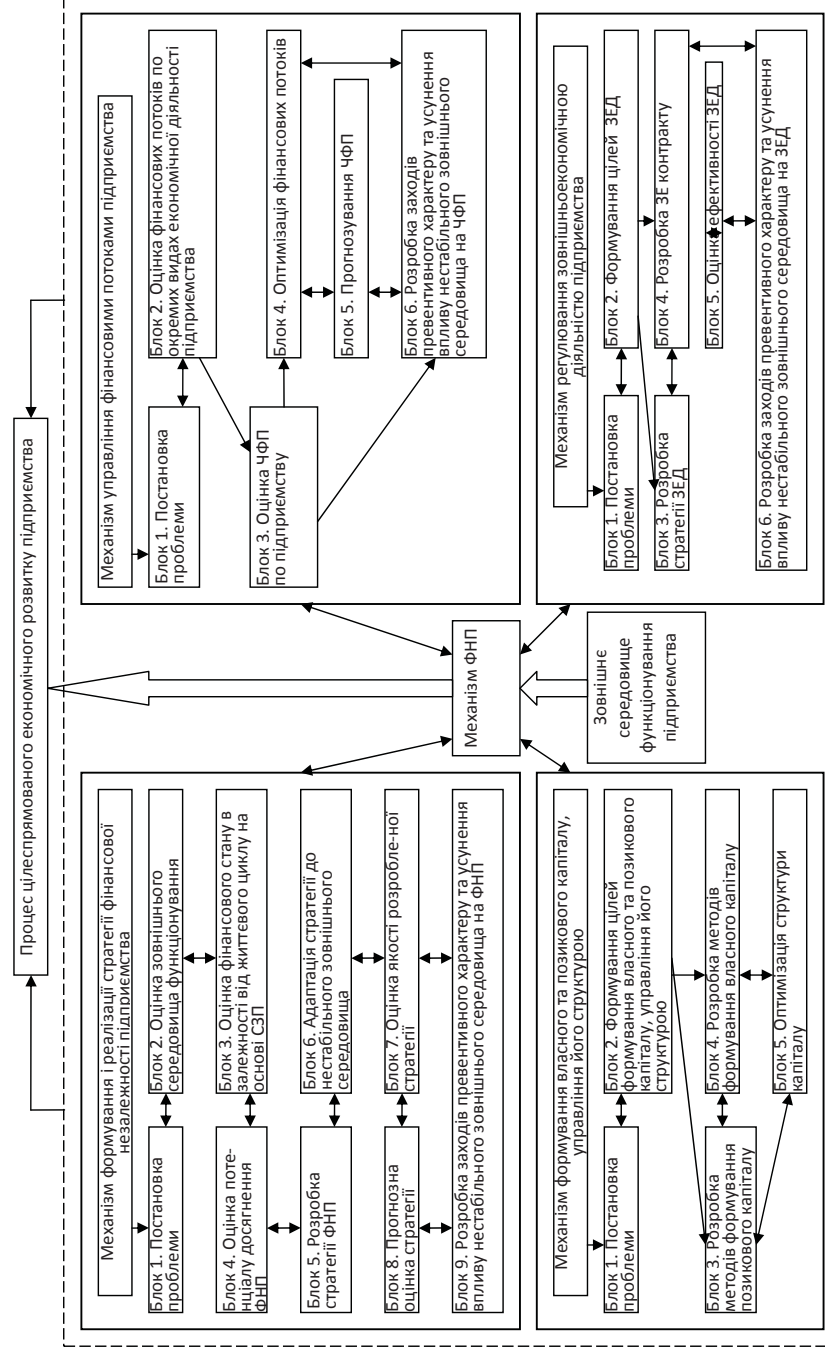 Процес цілеспрямованого економічного розвитку підприємства
Механізм формування і реалізації стратегії фінансової
незалежності підприємства
Блок 1. Постановка
проблеми
Блок 2. Оцінка зовнішнього
середовища функціонування
Блок 4. Оцінка поте-
нціалу досягнення
ФНП
Блок 3. Оцінка фінансового стану в
залежності від життєвого циклу на
основі СЗП
Блок 5. Розробка
стратегії ФНП
Блок 6. Адаптація стратегії до
нестабільного зовнішнього
середовища
Блок 8. Прогнозна
оцінка стратегії
Блок 7. Оцінка якості розробле-ної
стратегії
Блок 9. Розробка заходів превентивного характеру та усунення
впливу нестабільного зовнішнього середовища на ФНП
Механізм управління фінансовими потоками підприємства
Блок 1. Постановка
проблеми
Блок 2. Оцінка фінансових потоків по
окремих видах економічної діяльності
підприємства
Блок 3. Оцінка ЧФП
по підприємству
Блок 4. Оптимізація фінансових потоків
Блок 5. Прогнозування ЧФП
Блок 6. Розробка заходів
превентивного характеру та усунення
впливу нестабільного зовнішнього
середовища на ЧФП
Механізм ФНП
Зовнішнє
середовище
функціонування
підприємства
Механізм формування власного та позикового капіталу,
управління його структурою
Блок 1. Постановка
проблеми
Блок 2. Формування цілей
формування власного та позикового
капіталу, управління його
структурою
Блок 3. Розробка
методів формування
позикового капіталу
Блок 4. Розробка методів
формування власного капіталу
Блок 5. Оптимізація структури
капіталу
Механізм регулювання зовнішньоекономічною
діяльністю підприємства
Блок 1. Постановка
проблеми
Блок 2. Формування цілей ЗЕД
Блок 3. Розробка
стратегії ЗЕД
Блок 4. Розробка ЗЕ контракту
Блок 5. Оцінка ефективності ЗЕД
Блок 6. Розробка заходів превентивного характеру та усунення
впливу нестабільного зовнішнього середовища на ЗЕД